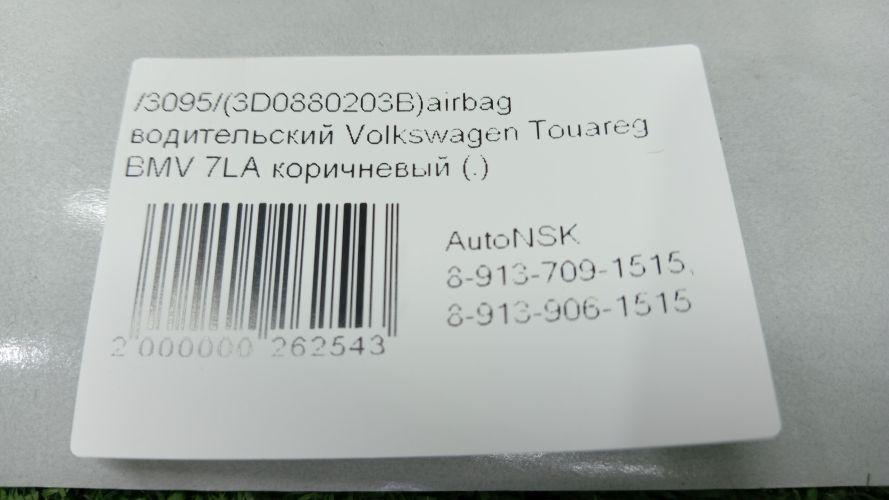 /3095/(3D0880203B)airbag
водительский Volkswagen Touareg
BMV 7LA коричневый (.)
AutoNSK
8-913-709-1515,
8-913-906-1515
2 000000 262543